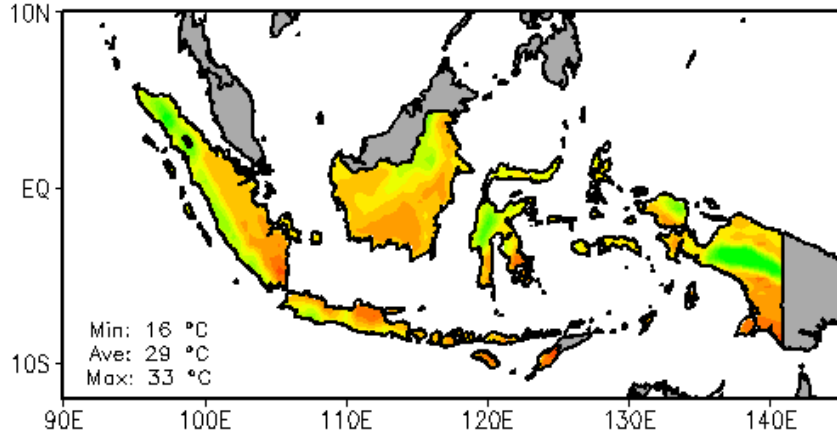 10N
EQ
Min: 16 °C
Ave: 29 °C
Max: 33 °C
10S
90E 100E 110E 120E 130E 140E